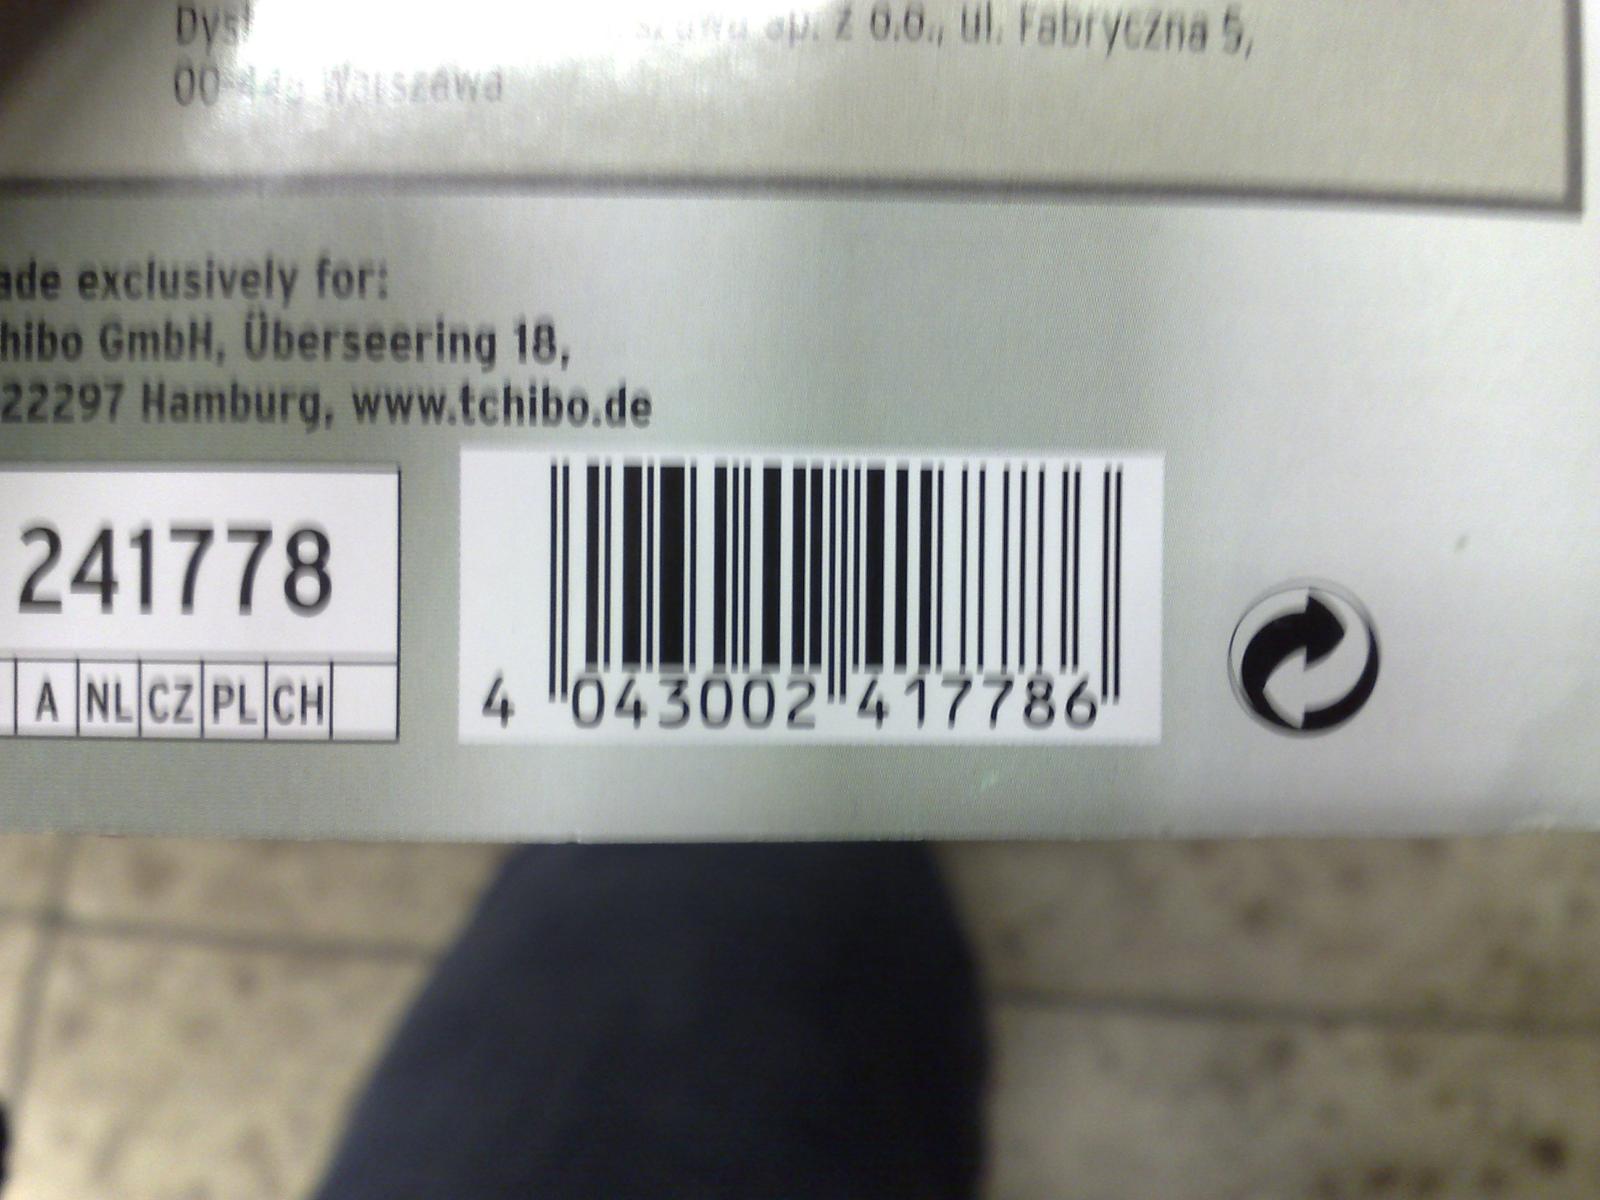 z o.o., ul. Fabryczna 5,
Warszawa
ade exclusively for:
hibo GmbH, Überseering 18,
22297 Hamburg, www.tchibo.de
241778
A NL CZ PL CH
4 043002 417786